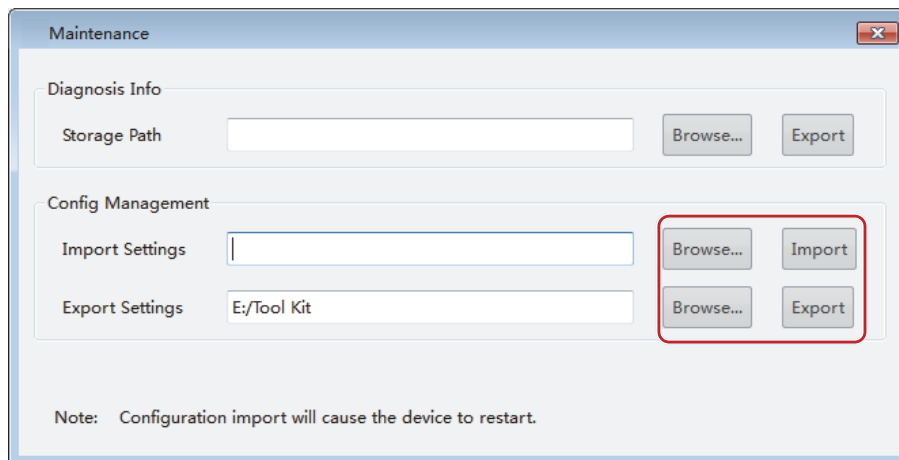 Maintenance
Diagnosis Info
Storage Path Browse... Export
Config Management
Import Settings Browse... Import
Export Settings E:/Tool Kit Browse... Export
Note: Configuration import will cause the device to restart.